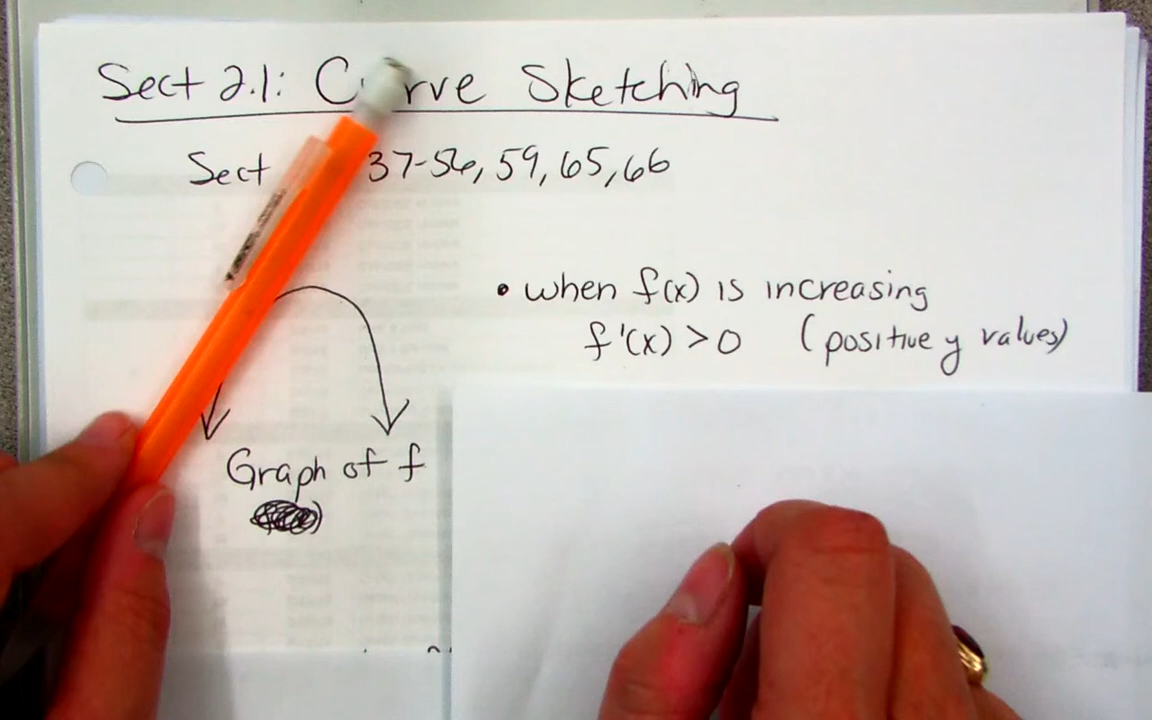 Sect 2.1: Curve Sketching
Sect 37-56, 59, 65, 66
• when f(x) is increasing
f'(x) > 0 (positive y values)
Graph of f